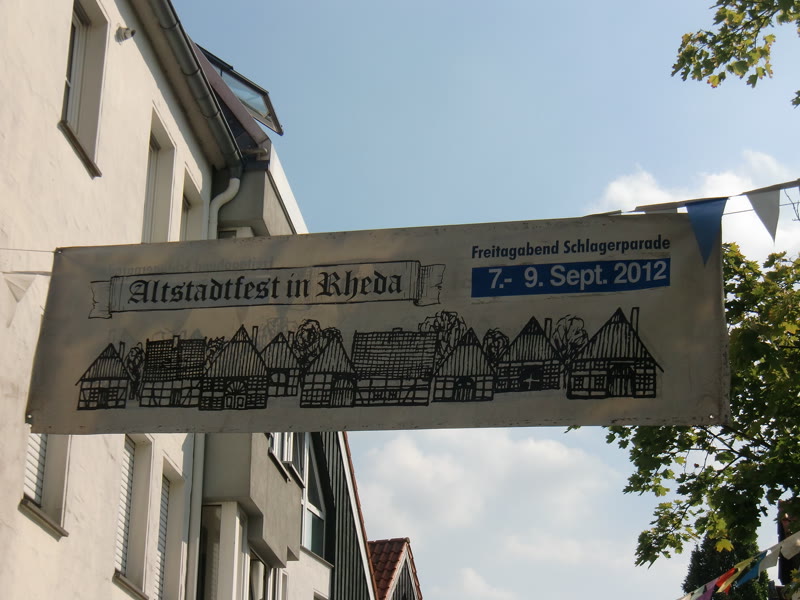 Altstadtfest in Rheda
Freitagabend Schlagerparade
7.- 9. Sept. 2012